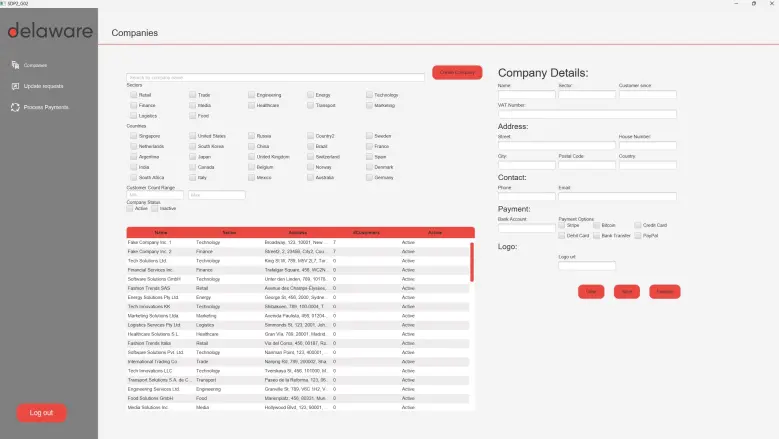 SDP2_G02
delaware
Companies
Companies
Update requests
Process Payments
Log out
Search by company name
Create Company
Sectors
Retail Trade Engineering Energy Technology
Finance Media Healthcare Transport Marketing
Logistics Food
Countries
Singapore United States Russia Country2 Sweden
Netherlands South Korea China Brazil France
Argentina Japan United Kingdom Switzerland Spain
India Canada Belgium Norway Denmark
South Africa Italy Mexico Australia Germany
Customer Count Range
Min... Max...
Company Status
Active Inactive
Name Sector Address #Customers Active
Fake Company Inc. 1 Technology Broadway, 123, 10001, New ... 7 Active
Fake Company Inc. 2 Finance Street2, 2, 23456, City2, Cou... 7 Active
Tech Solutions Ltd. Technology King St W, 789, M5V 2L7, Tor... 0 Active
Financial Services Inc. Finance Trafalgar Square, 456, WC2N... 0 Active
Software Solutions GmbH Technology Unter den Linden, 789, 10178... 0 Active
Fashion Trends SAS Retail Avenue des Champs-Élysées,... 0 Active
Energy Solutions Pty Ltd. Energy George St, 456, 2000, Sydne... 0 Active
Tech Innovations KK Technology 789, 100-0004, T... 0 Active
Marketing Solutions Ltda Marketing Avenida Paulista, 456, 01204... 0 Active
Logistics Services Pty Ltd Logistics Simmonds St, 123, 2001, Joh... 0 Active
Healthcare Solutions S.L. Healthcare Gran Vía, 789, 28001, Madrid... 0 Active
Fashion Trends Italia Retail Via del Corso, 456, 00187, Ro... 0 Active
Software Solutions Pvt. Ltd. Technology Nariman Point, 123, 400001, ... 0 Active
International Trading Co. Trade Nanjing Rd, 789, 200002, Sha... 0 Active
Tech Innovations LLC Technology Tverskaya St, 456, 101000, M... 0 Active
Transport Solutions S.A. de C... Transport Paseo de la Reforma, 123, 06... 0 Active
Engineering Services Ltd. Engineering Granville St, 789, V6C 1H2, V... 0 Active
Food Solutions GmbH Food Marienplatz, 456, 80331, Mun... 0 Active
Media Solutions Inc. Media Hollywood Blvd, 123, 90001, ... 0 Active
Company Details:
Name: Sector: Customer since:
VAT Number:
Address:
Street: House Number:
City: Postal Code: Country:
Contact:
Phone: Email:
Payment:
Bank Account: Payment Options
Stripe Bitcoin Credit Card
Debit Card Bank Transfer PayPal
Logo:
Logo url: